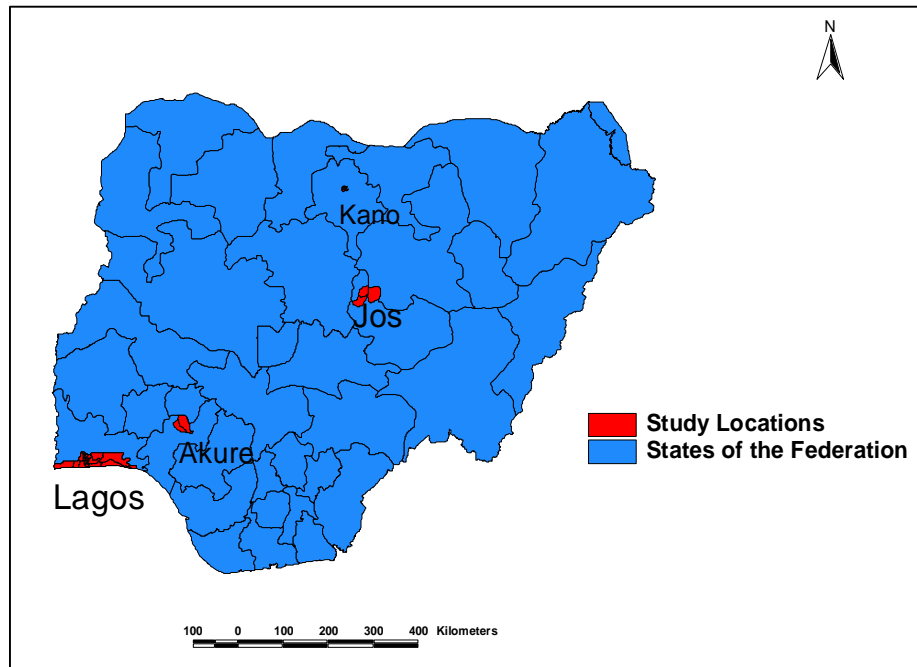 N
Kano
Jos
Akure
Lagos
Study Locations
States of the Federation
100 0 100 200 300 400 Kilometers